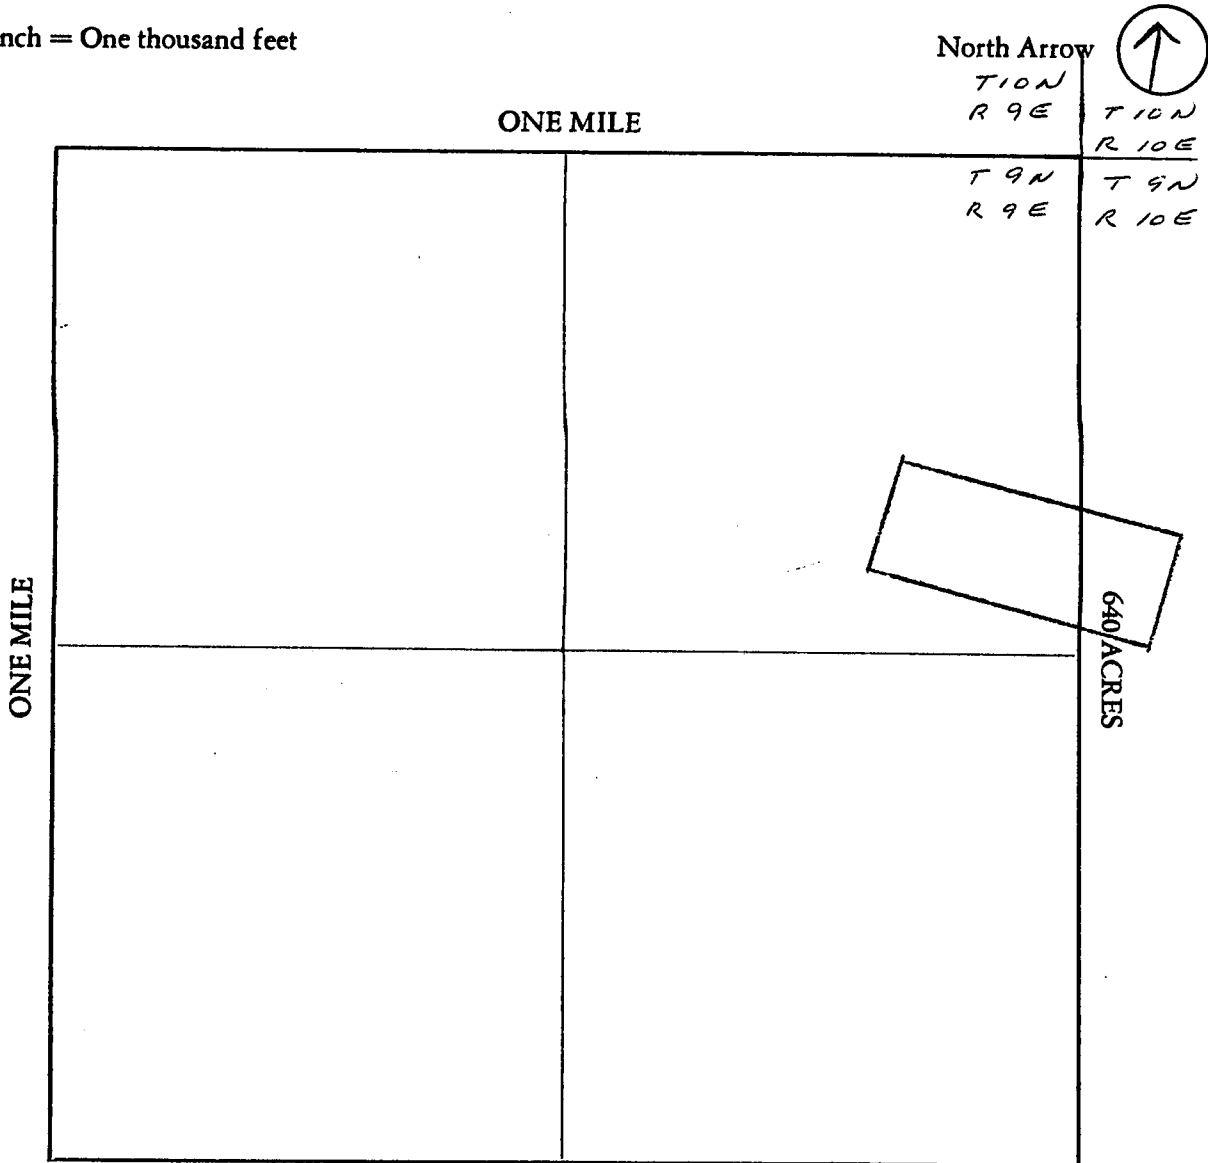 nch = One thousand feet
North Arrow
T10N
R 9E
T 10N
R 10E
ONE MILE
T 9N
R 9E
T 9N
R 10E
ONE MILE
640 ACRES